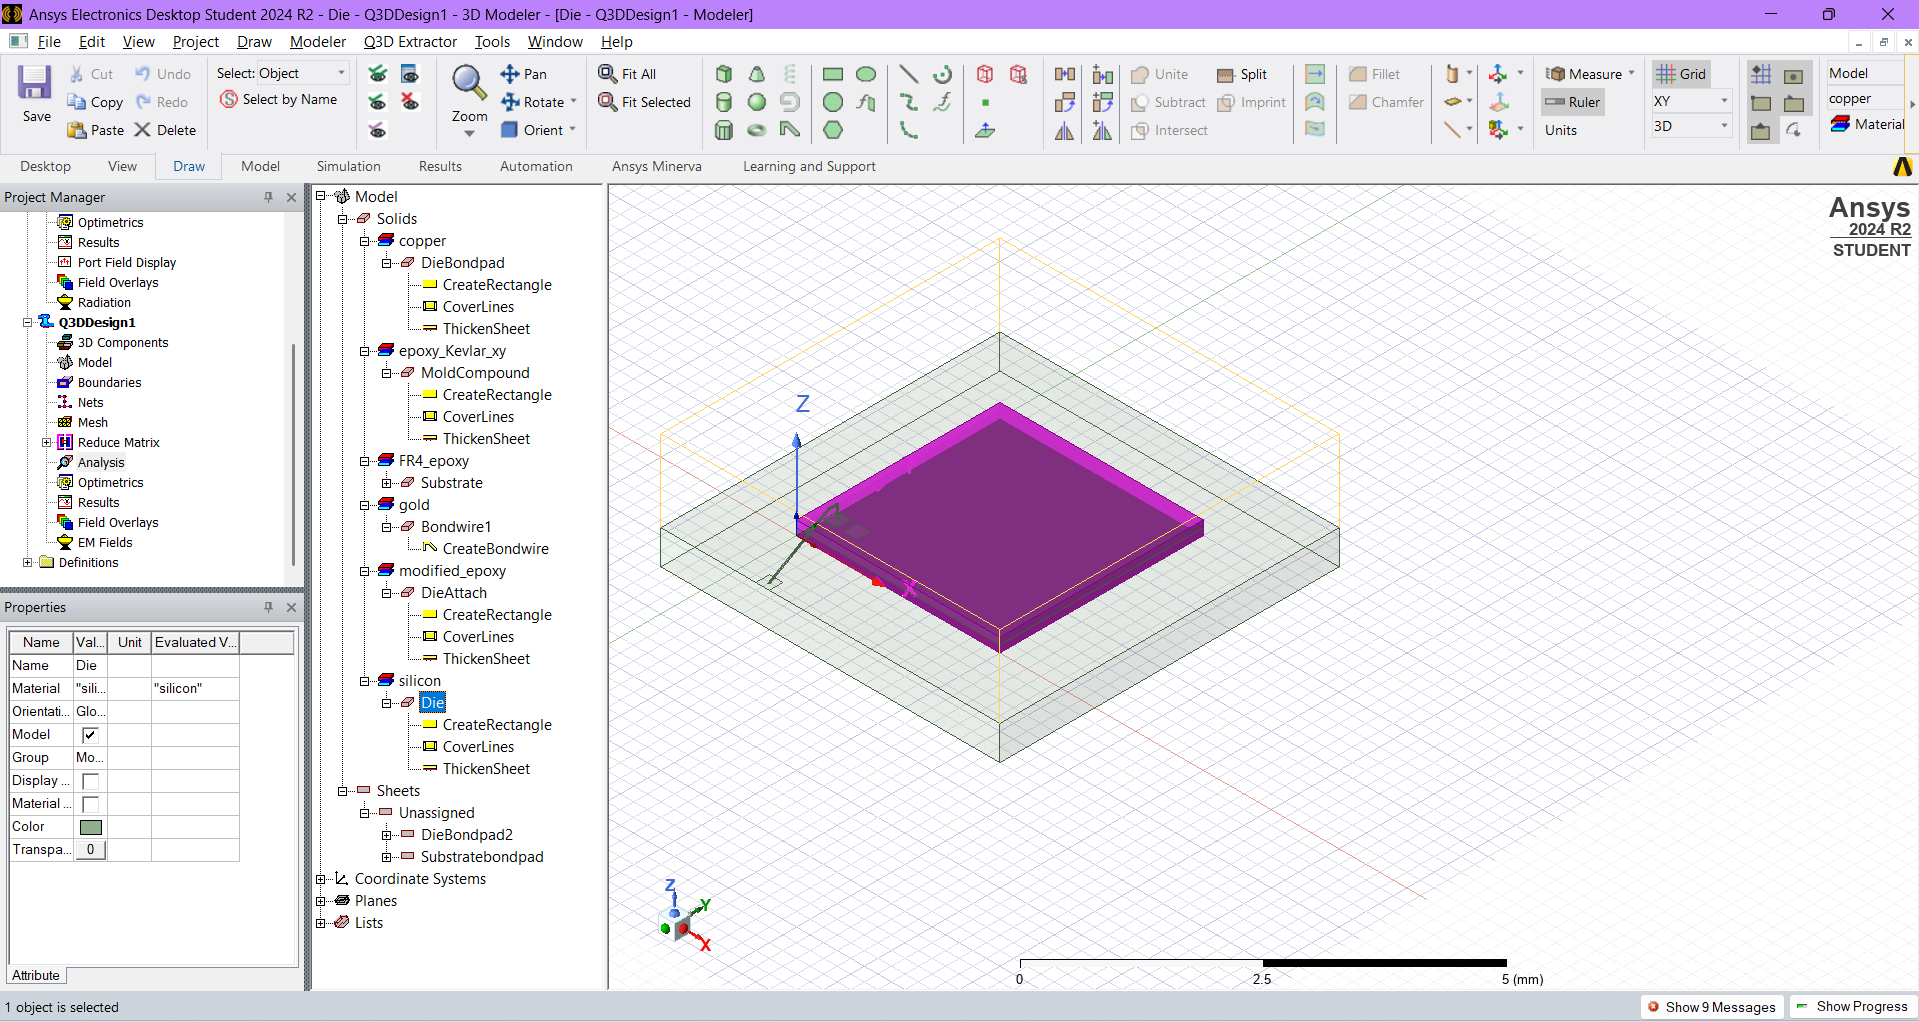 Ansys Electronics Desktop Student 2024 R2 - Die - Q3DDesign1 - 3D Modeler - [Die - Q3DDesign1 - Modeler]
File Edit View Project Draw Modeler Q3D Extractor Tools Window Help
Save
Cut
Copy
Paste
Undo
Redo
Delete
Select: Object
Select by Name
Zoom
Pan
Rotate
Orient
Fit All
Fit Selected
Unite
Subtract
Intersect
Split
Imprint
Fillet
Chamfer
Measure
Ruler
Units
Grid
XY
3D
Model
copper
Material
Desktop View Draw Model Simulation Results Automation Ansys Minerva Learning and Support
Project Manager
Optimetrics
Results
Port Field Display
Field Overlays
Radiation
Q3DDesign1
3D Components
Model
Boundaries
Nets
Mesh
Reduce Matrix
Analysis
Optimetrics
Results
Field Overlays
EM Fields
Definitions
Properties
Name Val... Unit Evaluated V...
Name Die
Material "sili... "silicon"
Orientati... Glo...
Model
Group Mo...
Display ...
Material ...
Color
Transpa... 0
Attribute
Model
Solids
copper
DieBondpad
CreateRectangle
CoverLines
ThickenSheet
epoxy_Kevlar_xy
MoldCompound
CreateRectangle
CoverLines
ThickenSheet
FR4_epoxy
Substrate
gold
Bondwire1
CreateBondwire
modified_epoxy
DieAttach
CreateRectangle
CoverLines
ThickenSheet
silicon
Die
CreateRectangle
CoverLines
ThickenSheet
Sheets
Unassigned
DieBondpad2
Substratebondpad
Coordinate Systems
Planes
Lists
Ansys
2024 R2
STUDENT
Z
X
Z
Y
X
0 2.5 5 (mm)
1 object is selected
Show 9 Messages
Show Progress